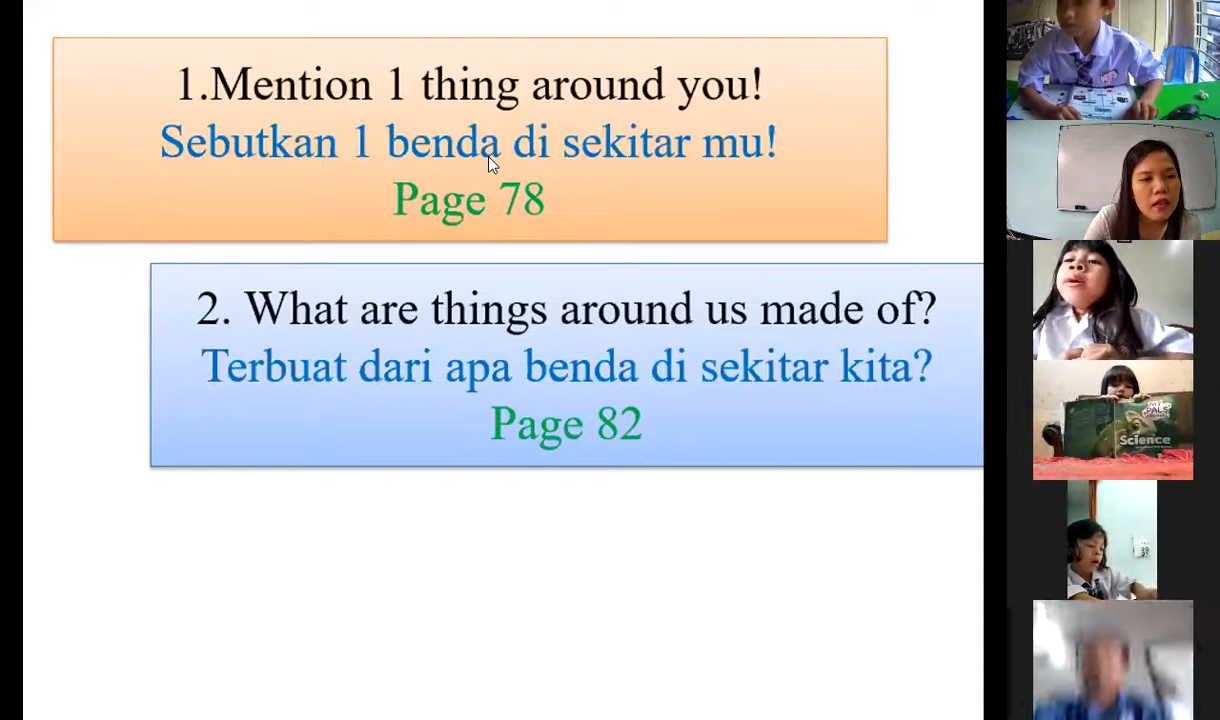 1.Mention 1 thing around you!
Sebutkan 1 benda di sekitar mu!
Page 78
2. What are things around us made of?
Terbuat dari apa benda di sekitar kita?
Page 82
PALS
Science